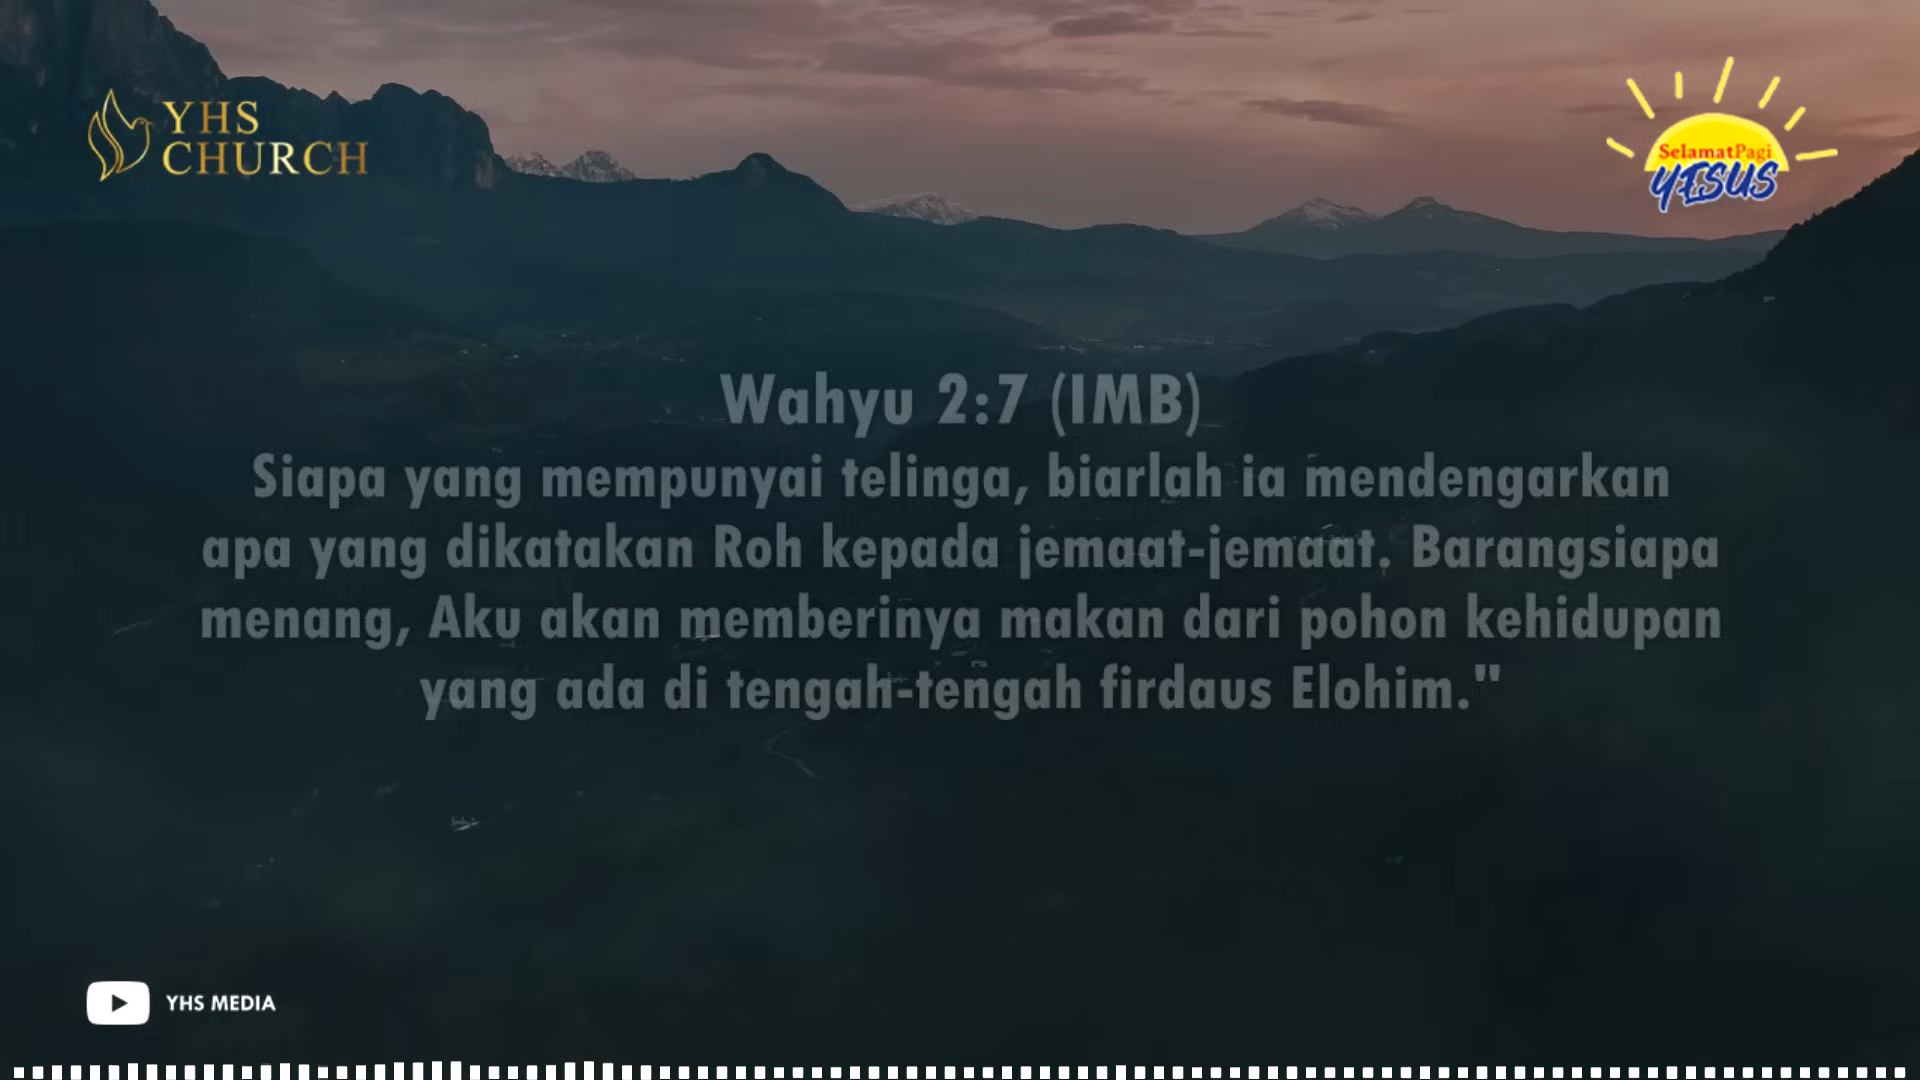 YHS
CHURCH
SelamatPagi
YESUS
Wahyu 2:7 (IMB)
Siapa yang mempunyai telinga, biarlah ia mendengarkan
apa yang dikatakan Roh kepada jemaat-jemaat. Barangsiapa
menang, Aku akan memberinya makan dari pohon kehidupan
yang ada di tengah-tengah firdaus Elohim."
YHS MEDIA